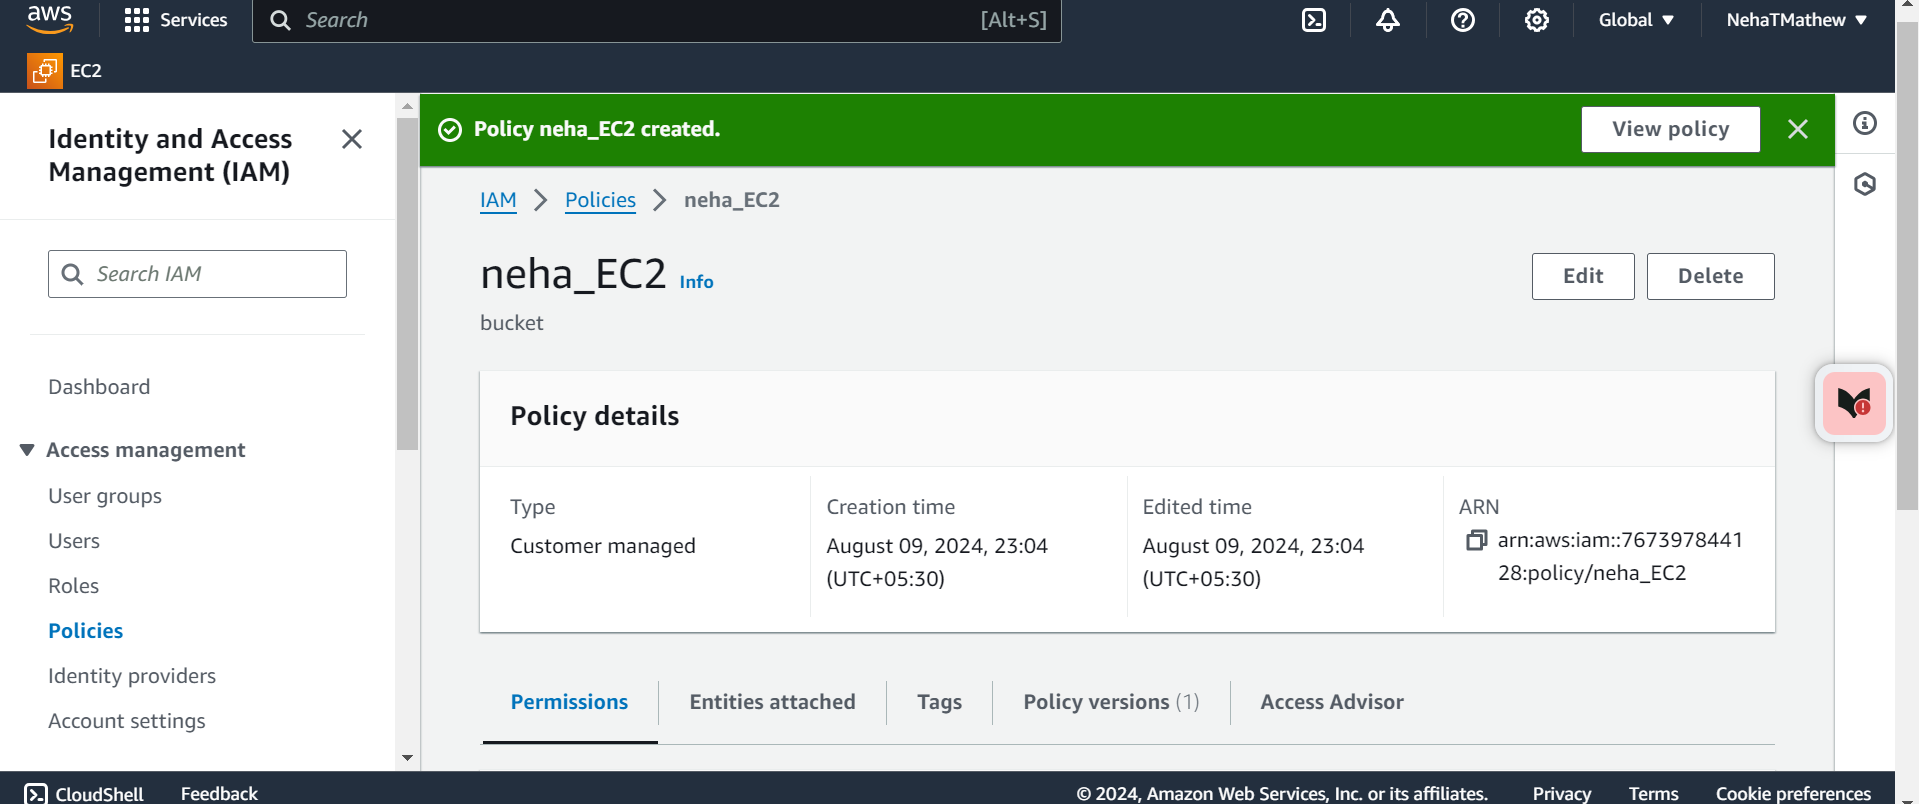 aws
Services
Search
[Alt+S]
Global
NehaTMathew
EC2
Identity and Access
Management (IAM)
Search IAM
Dashboard
Access management
User groups
Users
Roles
Policies
Identity providers
Account settings
Policy neha_EC2 created.
View policy
IAM
Policies
neha_EC2
neha_EC2 Info
bucket
Edit
Delete
Policy details
Type
Customer managed
Creation time
August 09, 2024, 23:04
(UTC+05:30)
Edited time
August 09, 2024, 23:04
(UTC+05:30)
ARN
arn:aws:iam::7673978441
28:policy/neha_EC2
Permissions
Entities attached
Tags
Policy versions (1)
Access Advisor
CloudShell
Feedback
© 2024, Amazon Web Services, Inc. or its affiliates.
Privacy
Terms
Cookie preferences